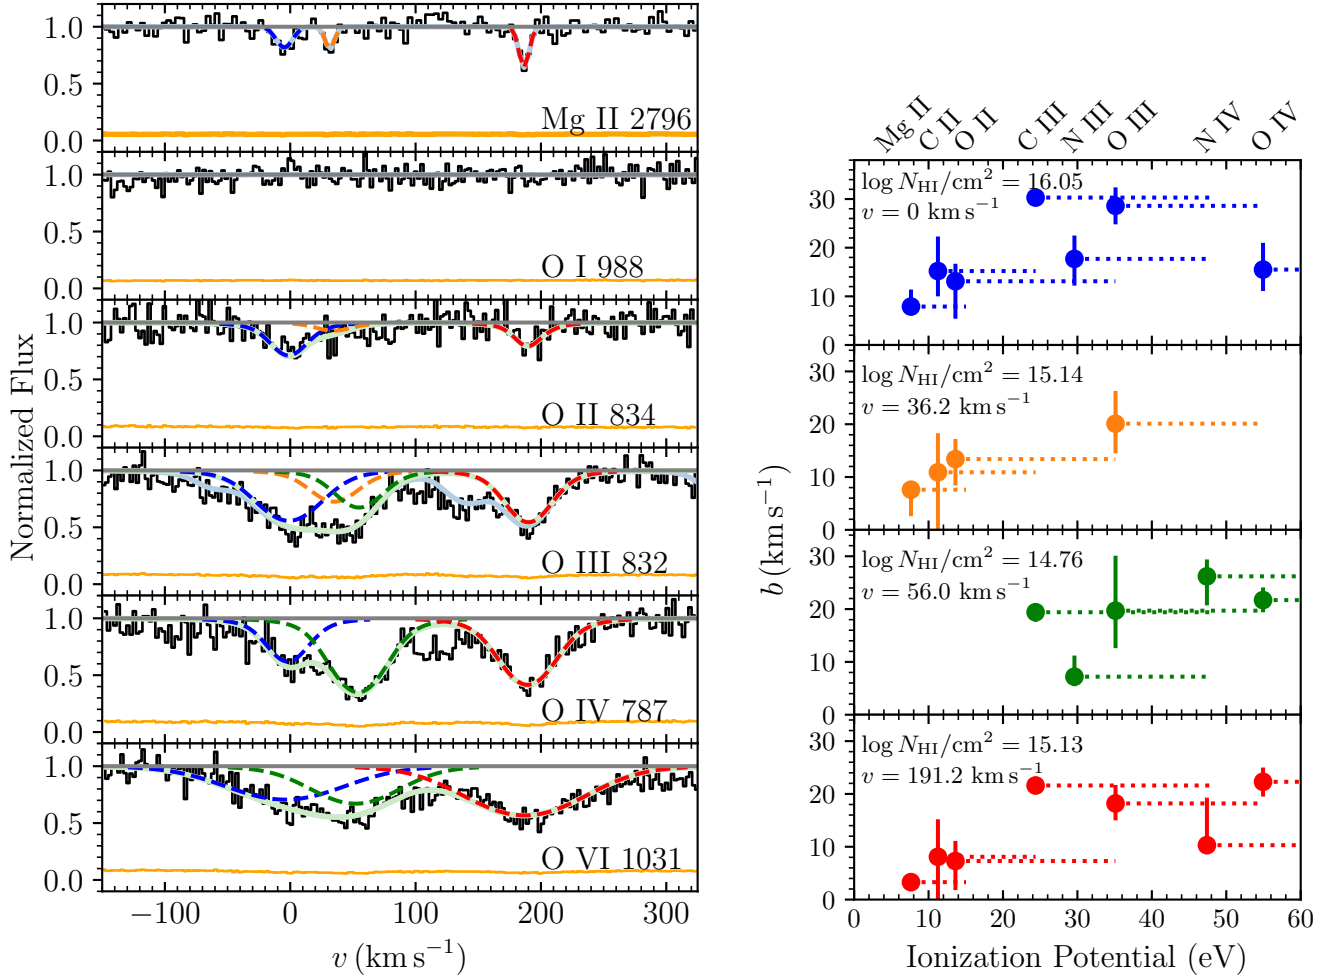 1.0
0.5
0.0
Mg II 2796
1.0
0.5
0.0
O I 988
1.0
0.5
0.0
O II 834
1.0
0.5
0.0
O III 832
1.0
0.5
0.0
O IV 787
1.0
0.5
0.0
O VI 1031
−100 0 100 200 300
v (km s⁻¹)
Normalized Flux
Mg II C II O II C III N III O III N IV O IV
log N_HI/cm² = 16.05
v = 0 km s⁻¹
30
20
10
0
log N_HI/cm² = 15.14
v = 36.2 km s⁻¹
30
20
10
0
log N_HI/cm² = 14.76
v = 56.0 km s⁻¹
30
20
10
0
log N_HI/cm² = 15.13
v = 191.2 km s⁻¹
30
20
10
0
b (km s⁻¹)
0 10 20 30 40 50 60
Ionization Potential (eV)